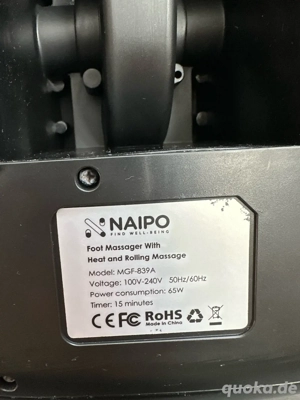 NAIPO
FIND WELL-BEING
Foot Massager With
Heat and Rolling Massage
Model: MGF-839A
Voltage: 100V-240V 50Hz/60Hz
Power consumption: 65W
Timer: 15 minutes
CE FC RoHS
Made In China
quoka.de